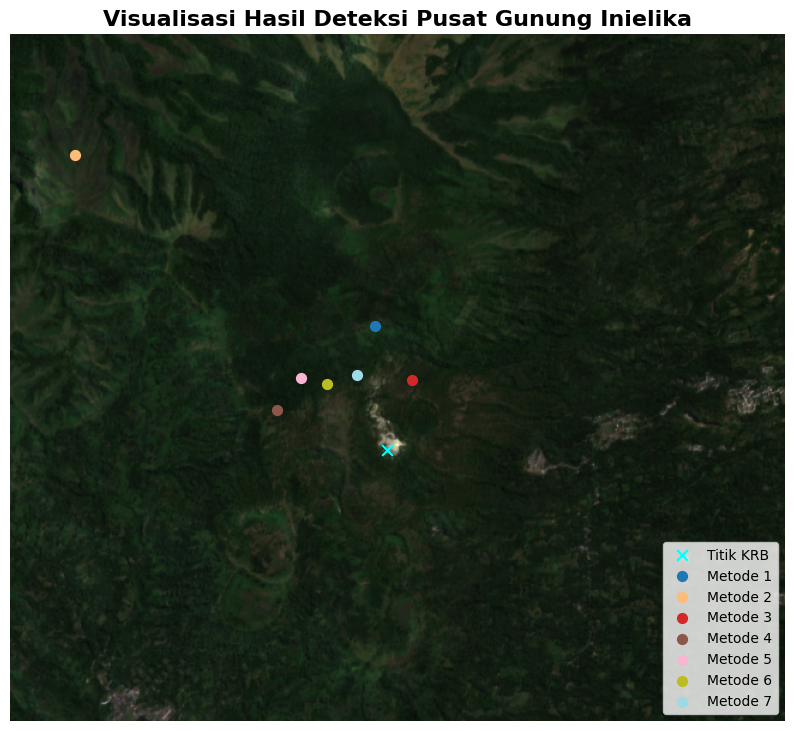 Visualisasi Hasil Deteksi Pusat Gunung Inielika
Titik KRB
Metode 1
Metode 2
Metode 3
Metode 4
Metode 5
Metode 6
Metode 7